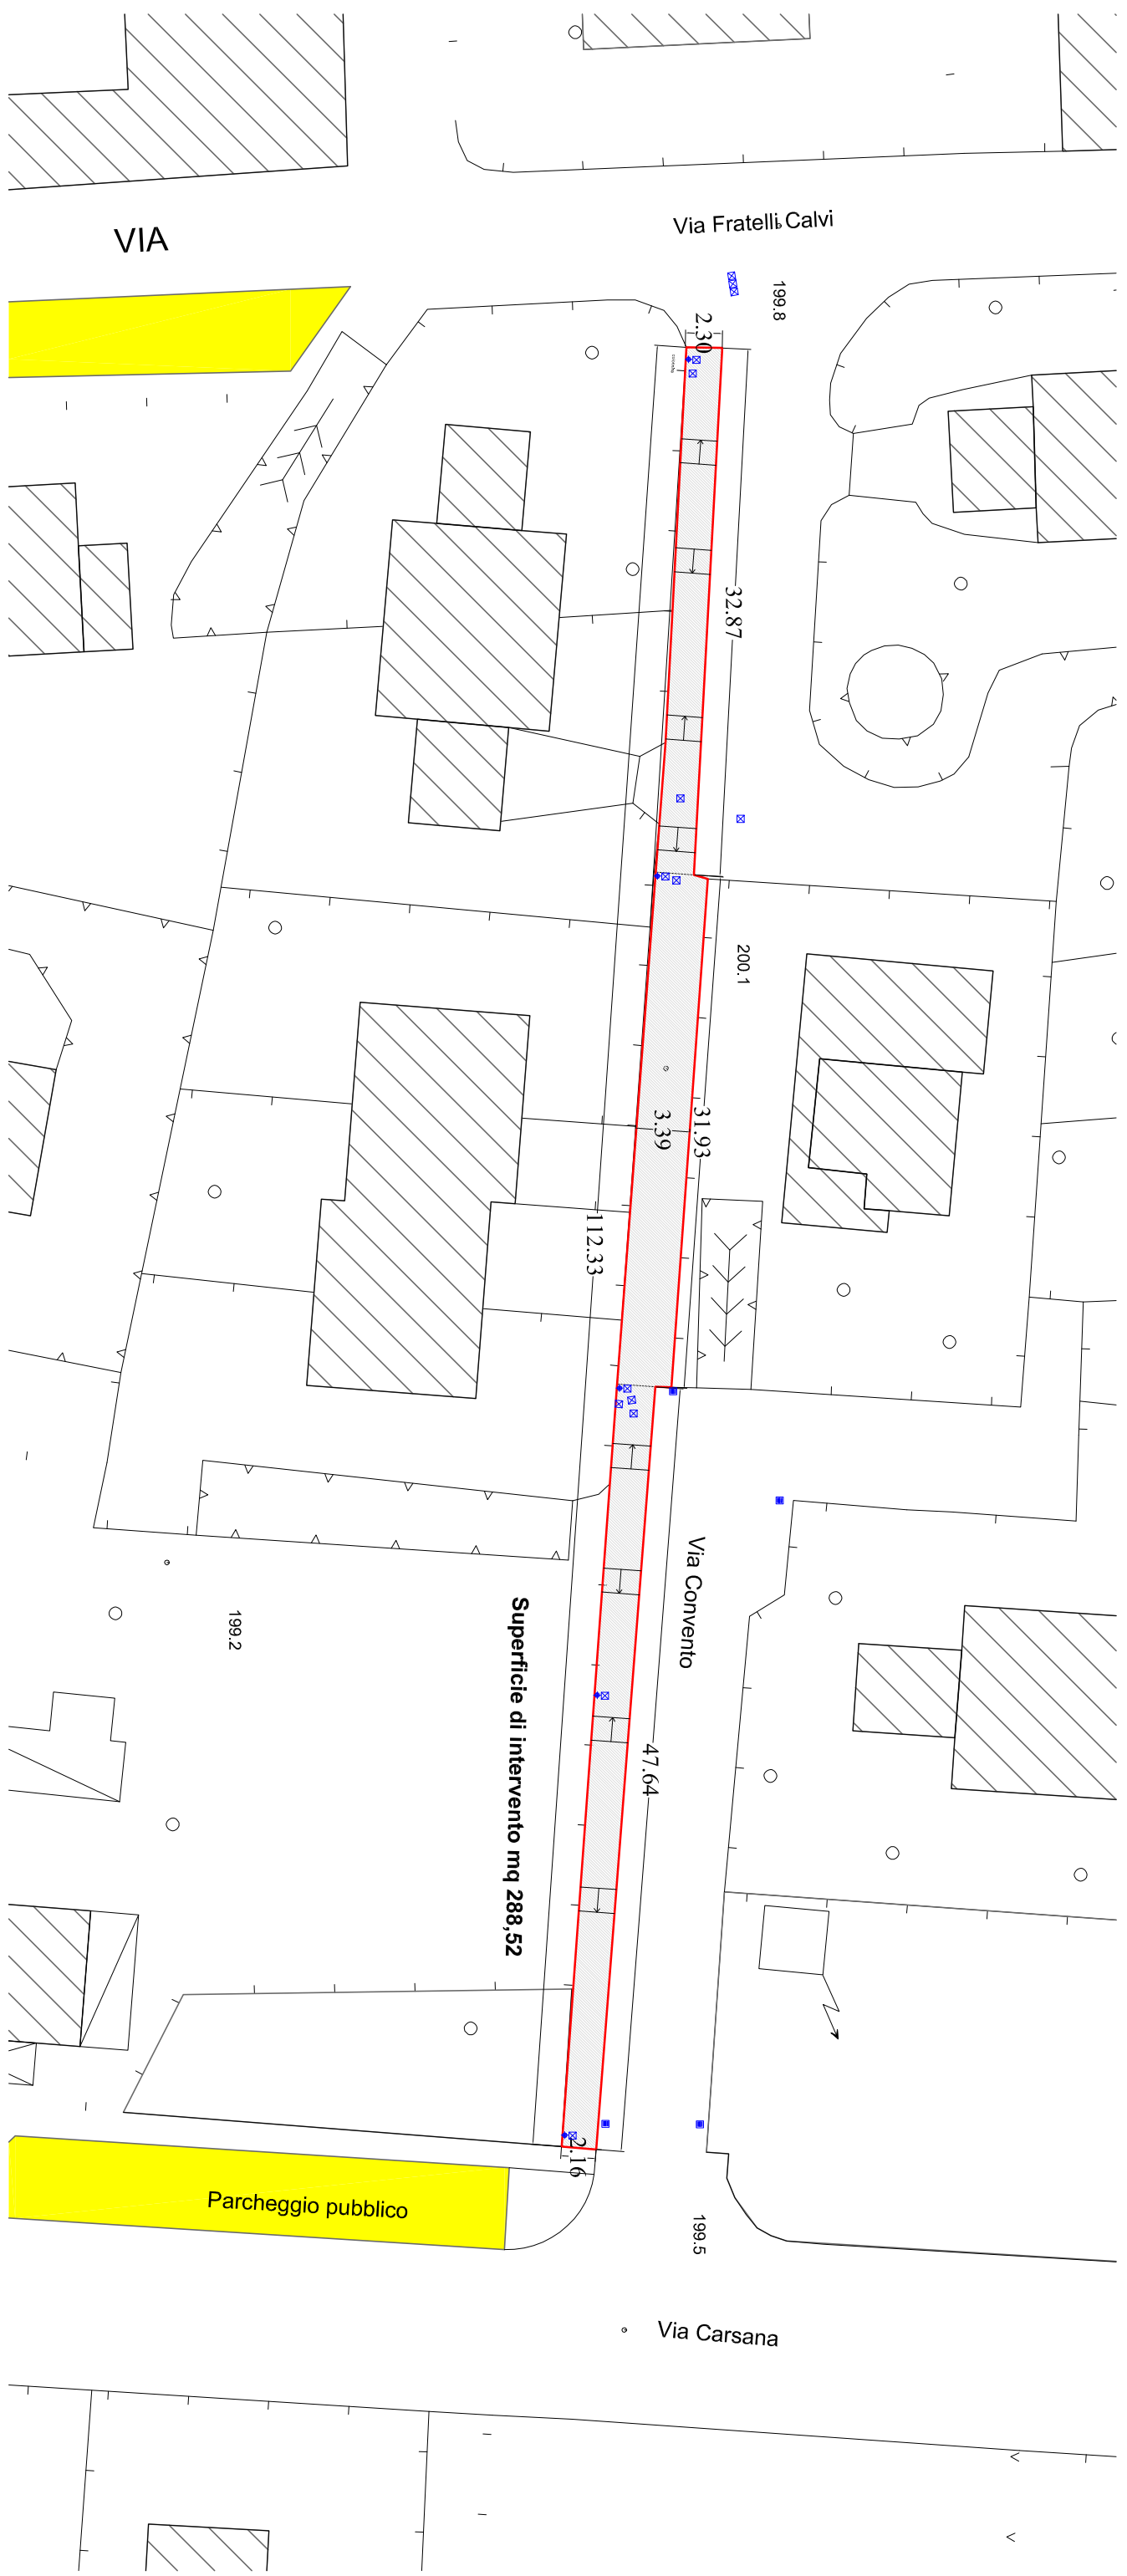 Via Fratelli Calvi
VIA
199.8
2.30
32.87
200.1
3.39
31.93
112.33
Via Convento
Superficie di intervento mq 288,52
199.2
47.64
2.16
Parcheggio pubblico
199.5
Via Carsana